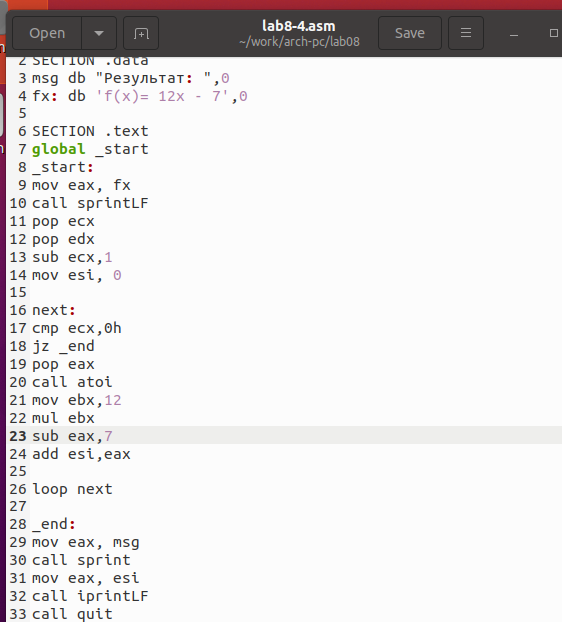 Open
lab8-4.asm
~/work/arch-pc/lab08
Save
2 SECTION .data
3 msg db "Результат: ",0
4 fx: db 'f(x)= 12x - 7',0
5
6 SECTION .text
7 global _start
8 _start:
9 mov eax, fx
10 call sprintLF
11 pop ecx
12 pop edx
13 sub ecx,1
14 mov esi, 0
15
16 next:
17 cmp ecx,0h
18 jz _end
19 pop eax
20 call atoi
21 mov ebx,12
22 mul ebx
23 sub eax,7
24 add esi,eax
25
26 loop next
27
28 _end:
29 mov eax, msg
30 call sprint
31 mov eax, esi
32 call iprintLF
33 call quit